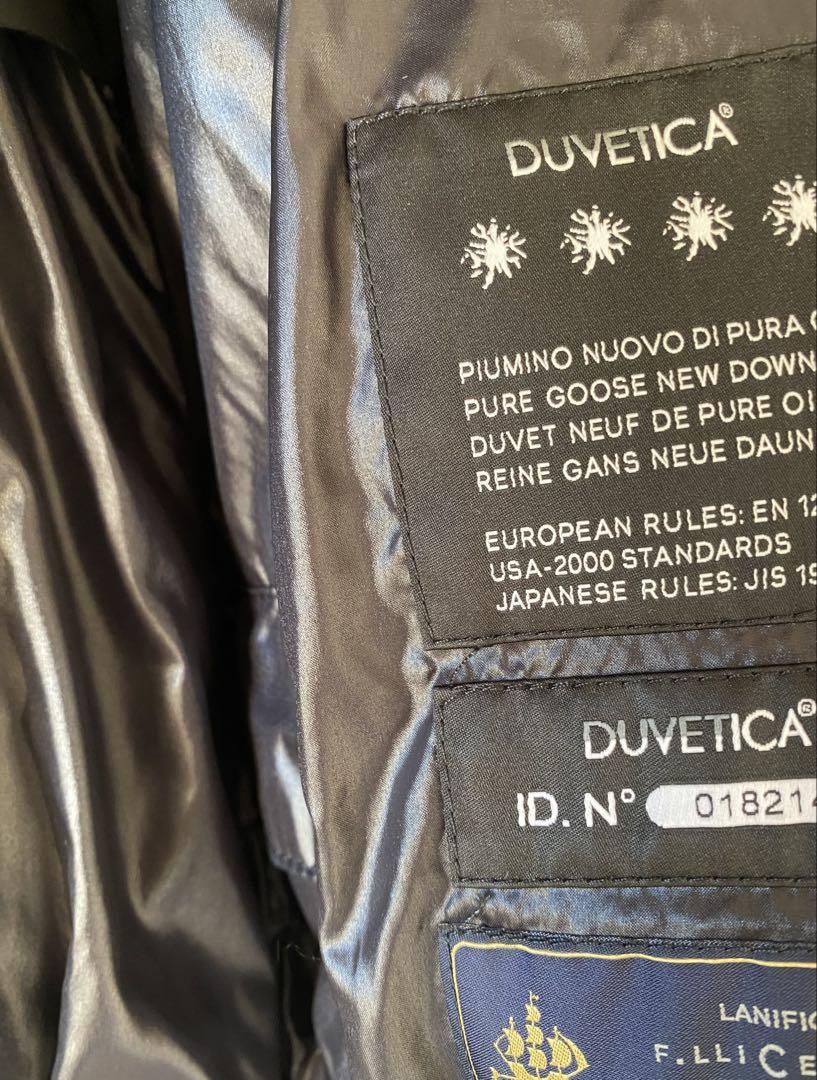 DUVETICA®
PIUMINO NUOVO DI PURA
PURE GOOSE NEW DOWN
DUVET NEUF DE PURE OI
REINE GANS NEUE DAUN
EUROPEAN RULES: EN 12
USA-2000 STANDARDS
JAPANESE RULES: JIS 19
DUVETICA®
ID. N° 018214
LANIFIC
F.LLI CE